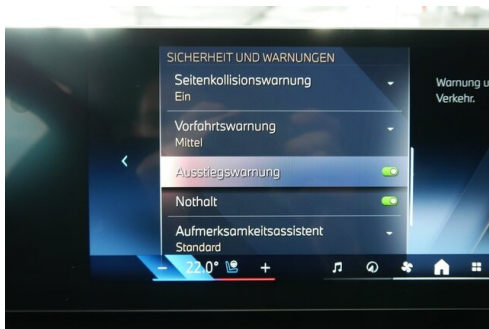 SICHERHEIT UND WARNUNGEN
Seitenkollisionswarnung
Ein
Warnung u
Verkehr.
Vorfahrtswarnung
Mittel
Ausstiegswarnung
Nothalt
Aufmerksamkeitsassistent
Standard
- 22.0° +